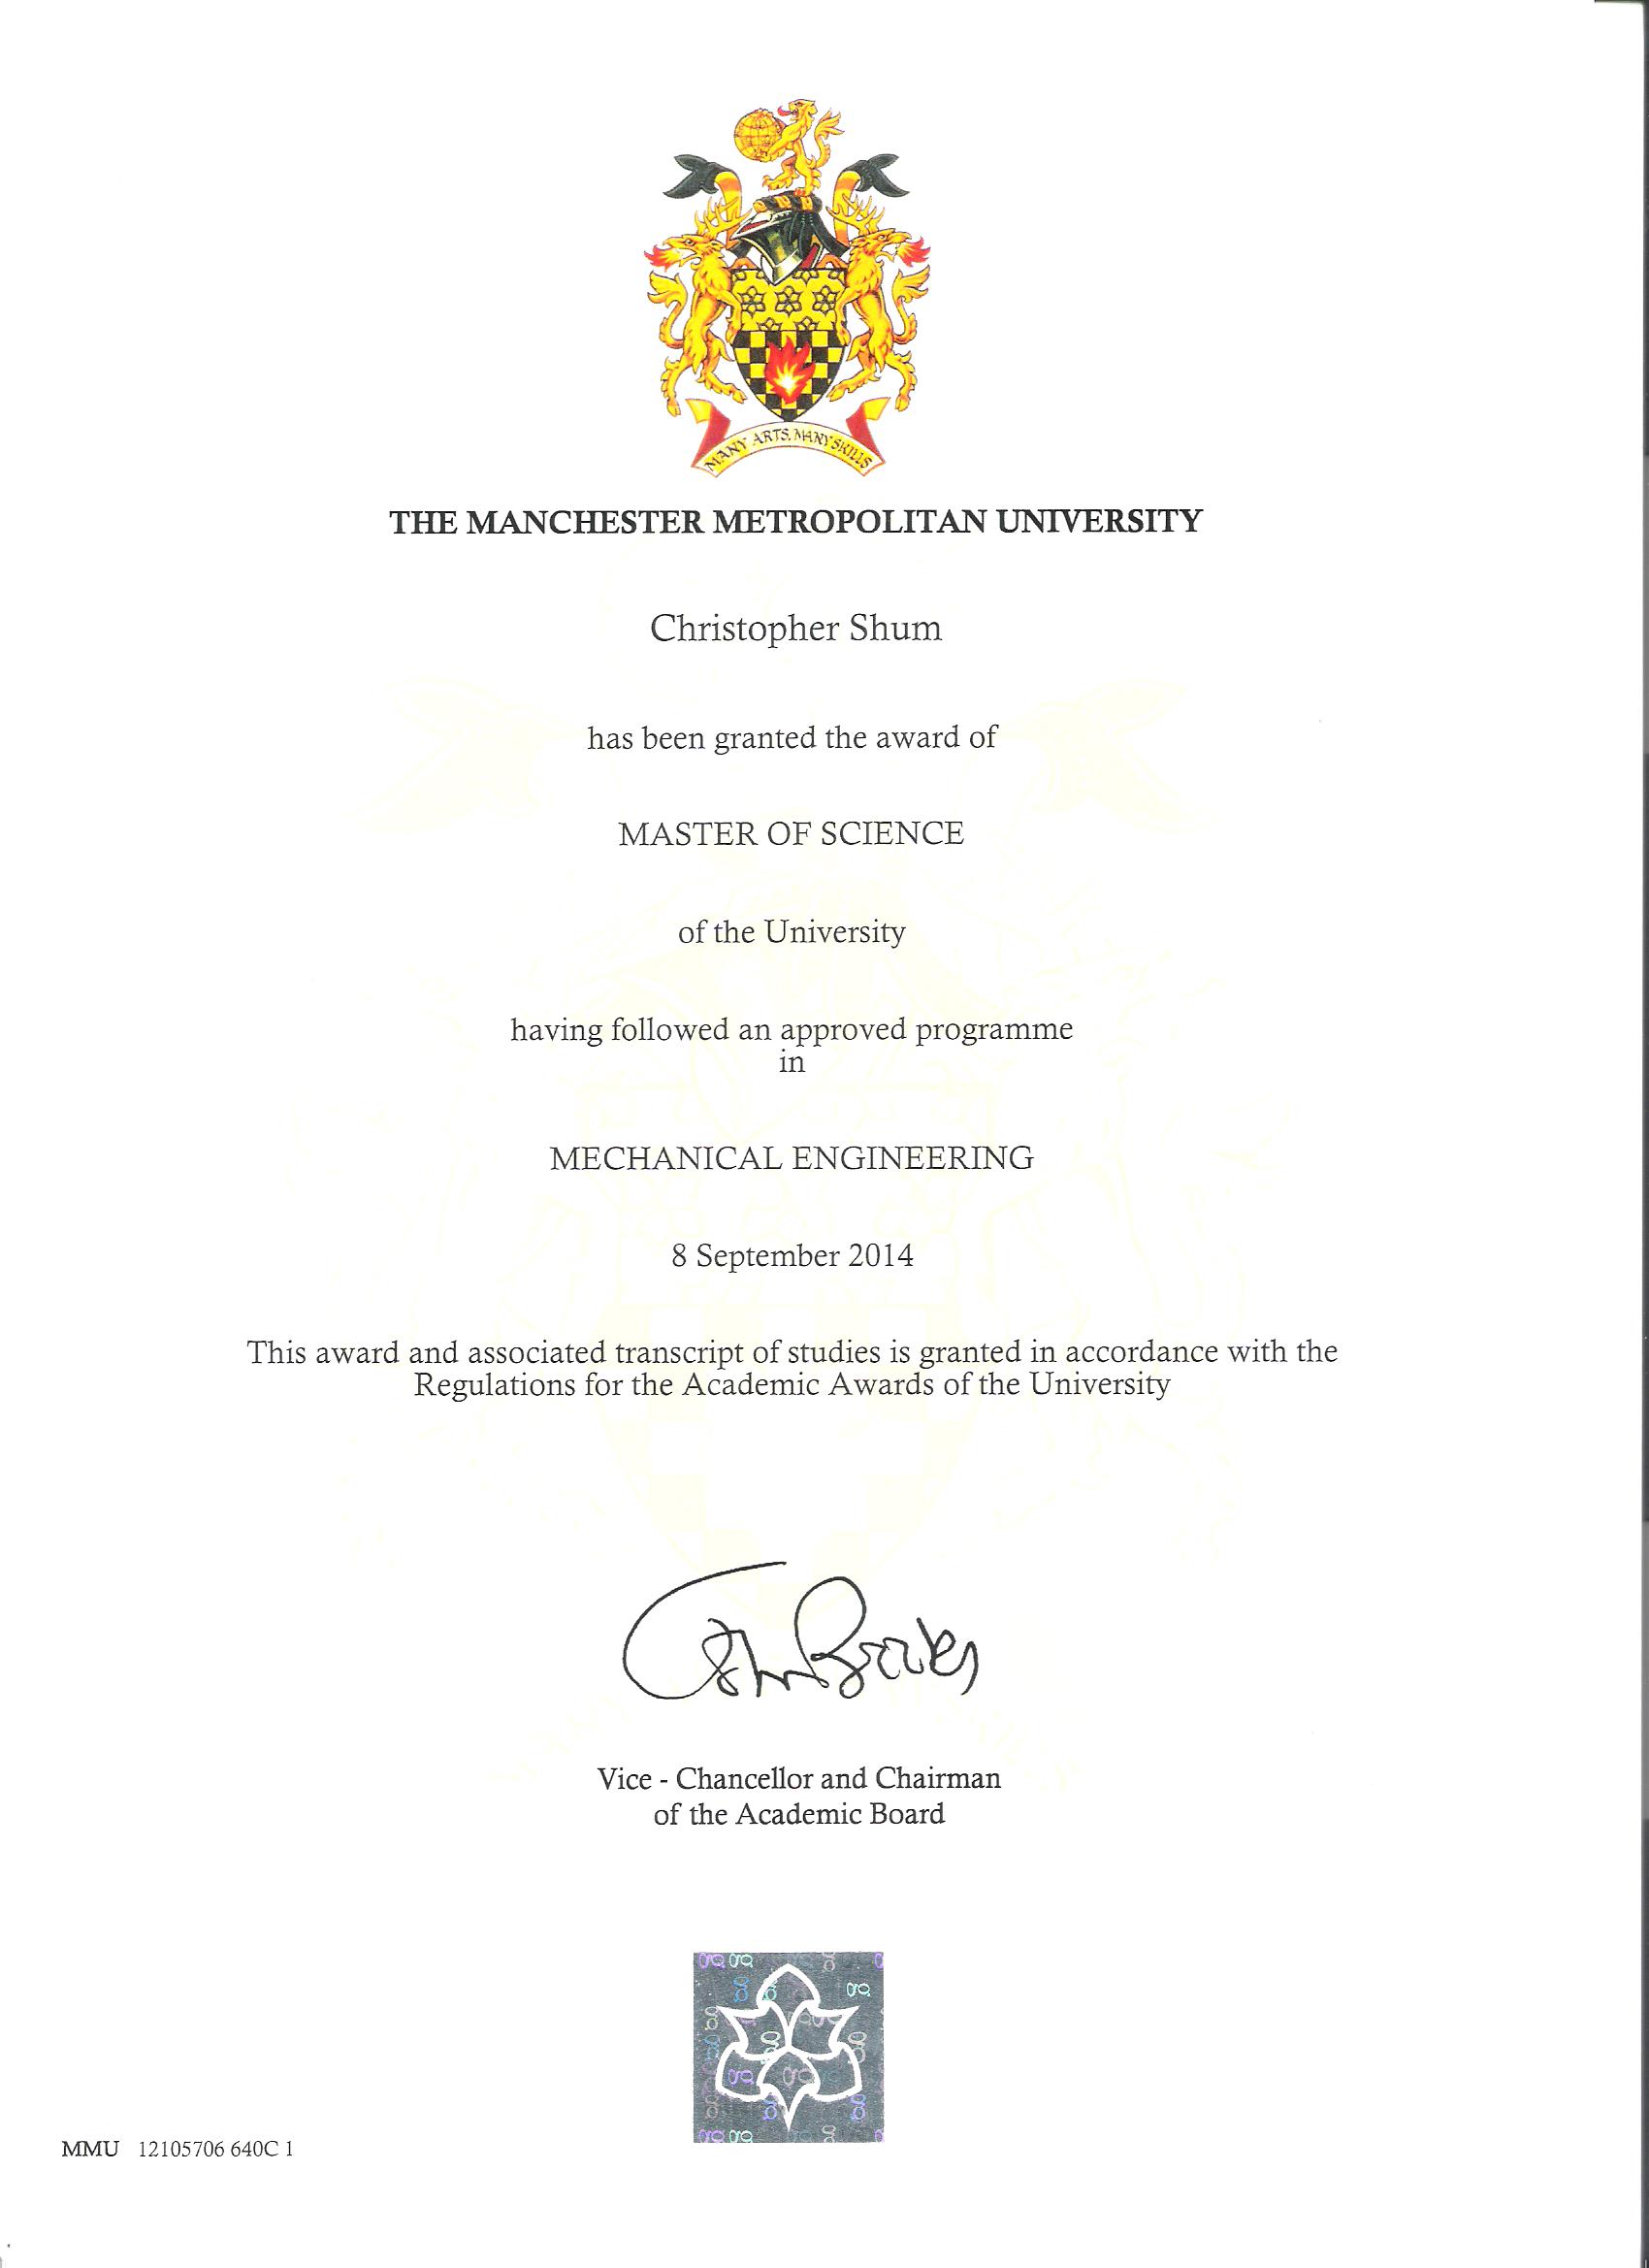 MANY ARTS, MANY SKILLS
THE MANCHESTER METROPOLITAN UNIVERSITY
Christopher Shum
has been granted the award of
MASTER OF SCIENCE
of the University
having followed an approved programme
in
MECHANICAL ENGINEERING
8 September 2014
This award and associated transcript of studies is granted in accordance with the
Regulations for the Academic Awards of the University
Vice - Chancellor and Chairman
of the Academic Board
MMU 12105706 640C 1